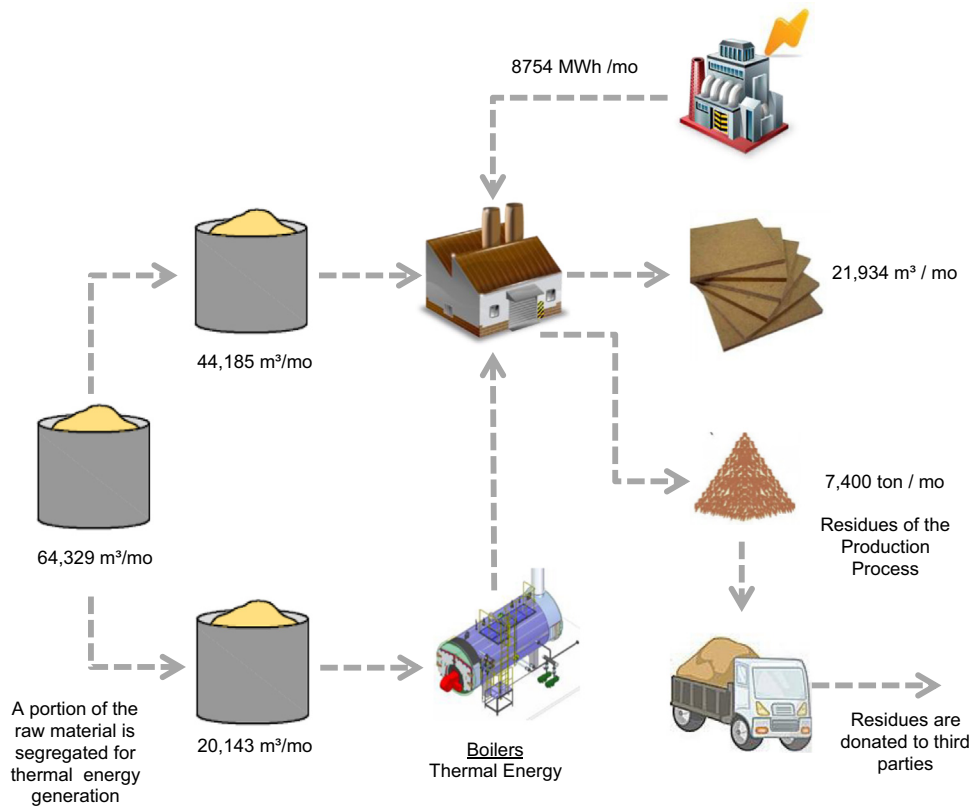 8754 MWh /mo
44,185 m³/mo
21,934 m³ / mo
64,329 m³/mo
7,400 ton / mo
Residues of the
Production
Process
A portion of the
raw material is
segregated for
thermal energy
generation
20,143 m³/mo
Boilers
Thermal Energy
Residues are
donated to third
parties